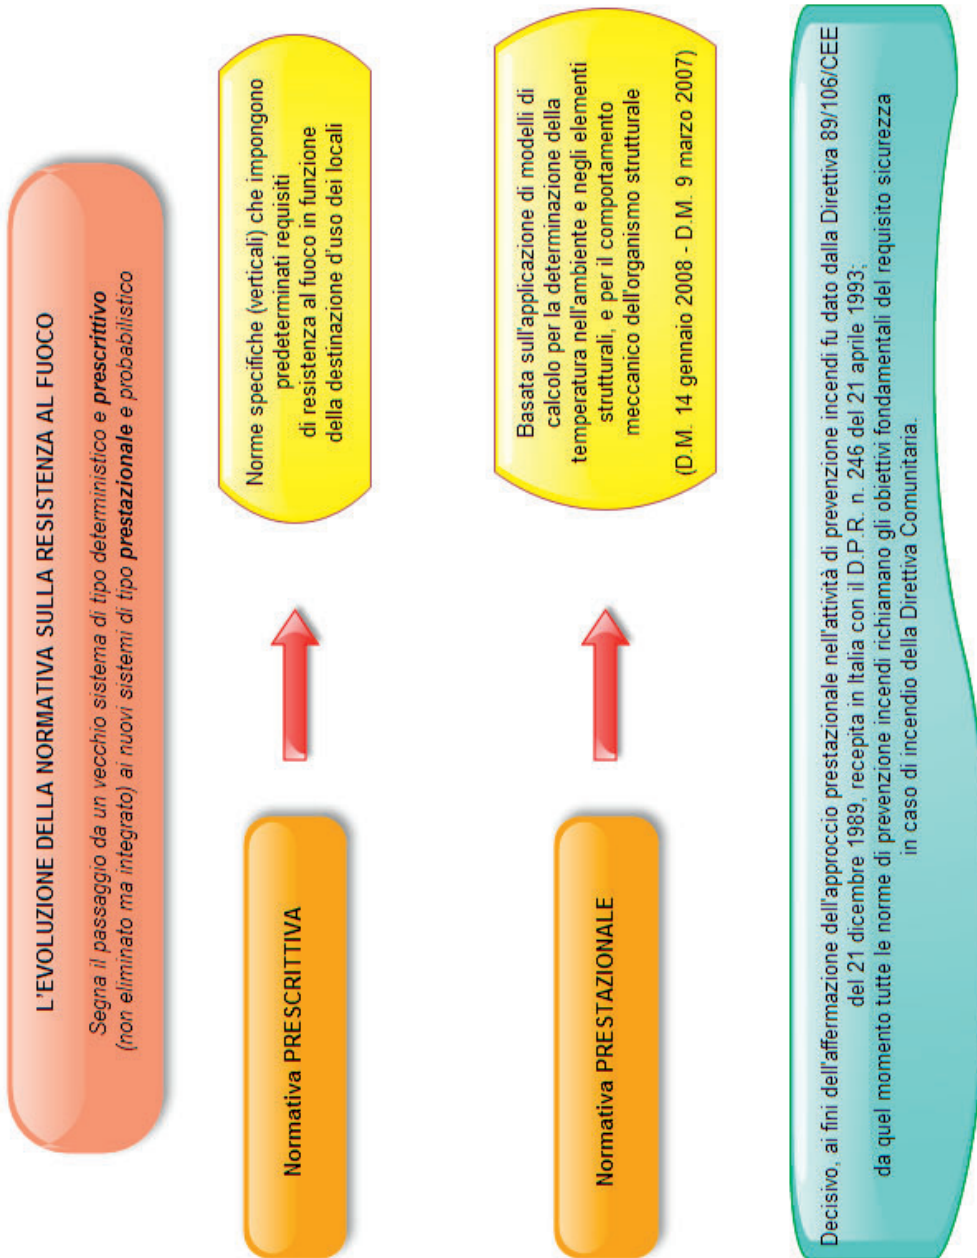 L'EVOLUZIONE DELLA NORMATIVA SULLA RESISTENZA AL FUOCO
Segna il passaggio da un vecchio sistema di tipo deterministico e prescrittivo
(non eliminato ma integrato) ai nuovi sistemi di tipo prestazionale e probabilistico
Normativa PRESCRITTIVA
Norme specifiche (verticali) che impongono
predeterminati requisiti
di resistenza al fuoco in funzione
della destinazione d'uso dei locali
Normativa PRESTAZIONALE
Basata sull'applicazione di modelli di
calcolo per la determinazione della
temperatura nell'ambiente e negli elementi
strutturali, e per il comportamento
meccanico dell'organismo strutturale
(D.M. 14 gennaio 2008 - D.M. 9 marzo 2007)
Decisivo, ai fini dell'affermazione dell'approccio prestazionale nell'attività di prevenzione incendi fu dato dalla Direttiva 89/106/CEE
del 21 dicembre 1989, recepita in Italia con il D.P.R. n. 246 del 21 aprile 1993;
da quel momento tutte le norme di prevenzione incendi richiamano gli obiettivi fondamentali del requisito sicurezza
in caso di incendio della Direttiva Comunitaria.